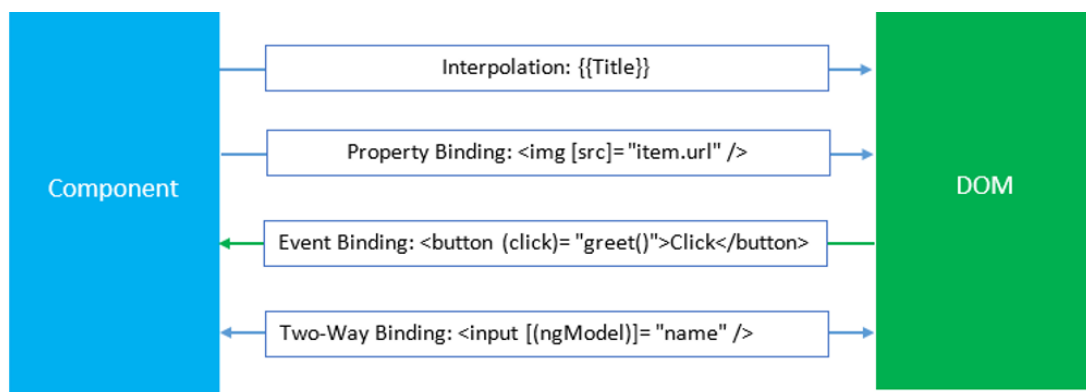 Interpolation: {{Title}}
Property Binding: <img [src]= "item.url" />
Component
DOM
Event Binding: <button (click)= "greet()">Click</button>
Two-Way Binding: <input [(ngModel)]= "name" />